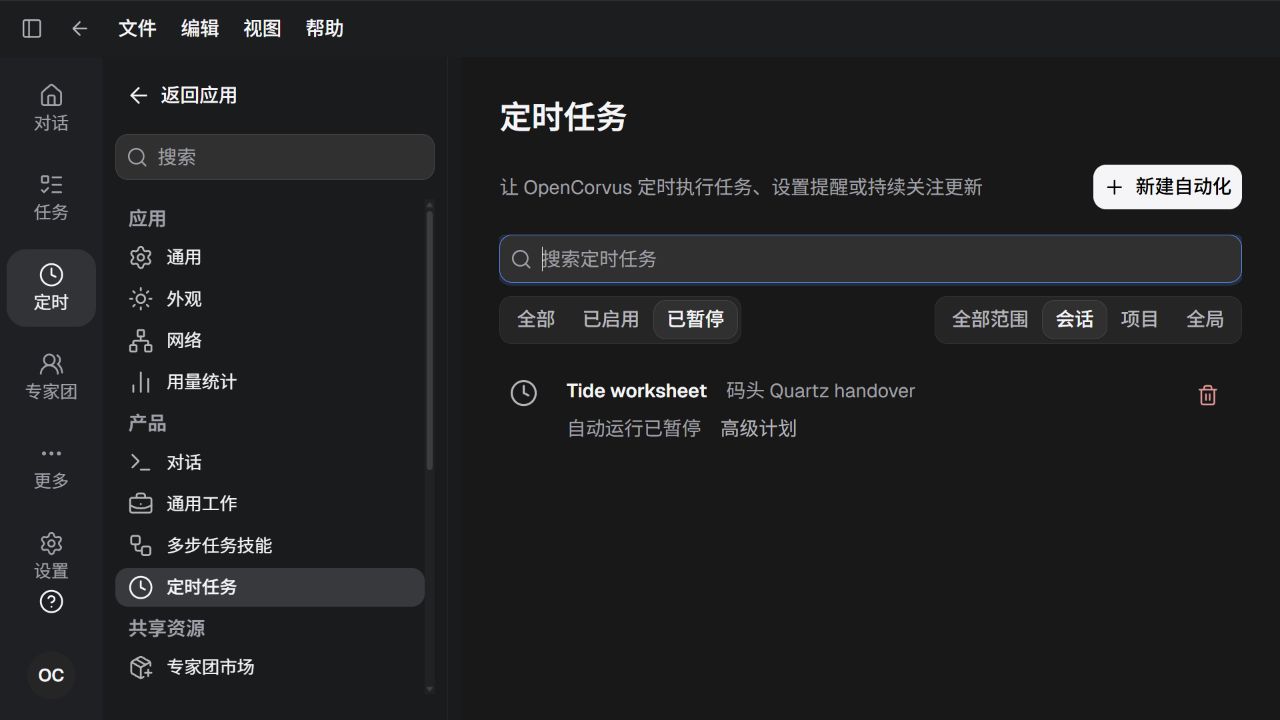 文件 编辑 视图 帮助
对话
任务
定时
专家团
更多
设置
OC
返回应用
搜索
应用
通用
外观
网络
用量统计
产品
对话
通用工作
多步任务技能
定时任务
共享资源
专家团市场
定时任务
让 OpenCorvus 定时执行任务、设置提醒或持续关注更新
新建自动化
搜索定时任务
全部 已启用 已暂停 全部范围 会话 项目 全局
Tide worksheet 码头 Quartz handover
自动运行已暂停 高级计划